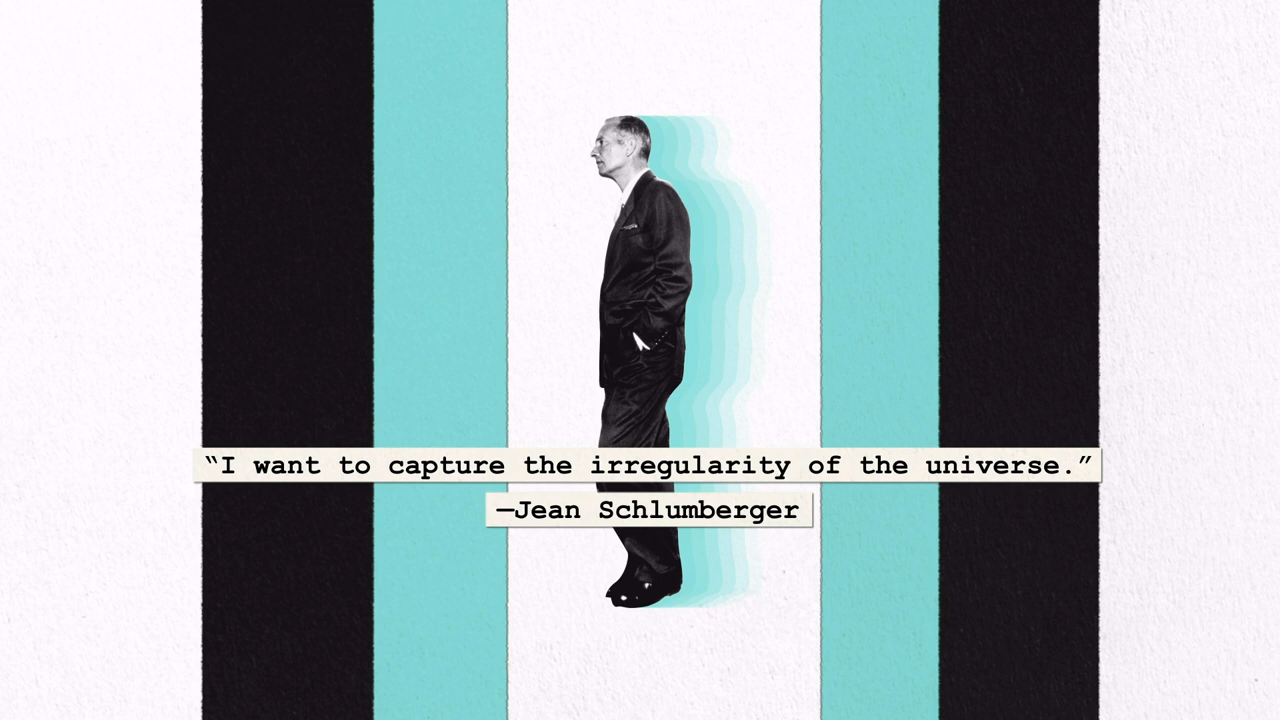 “I want to capture the irregularity of the universe.”
—Jean Schlumberger